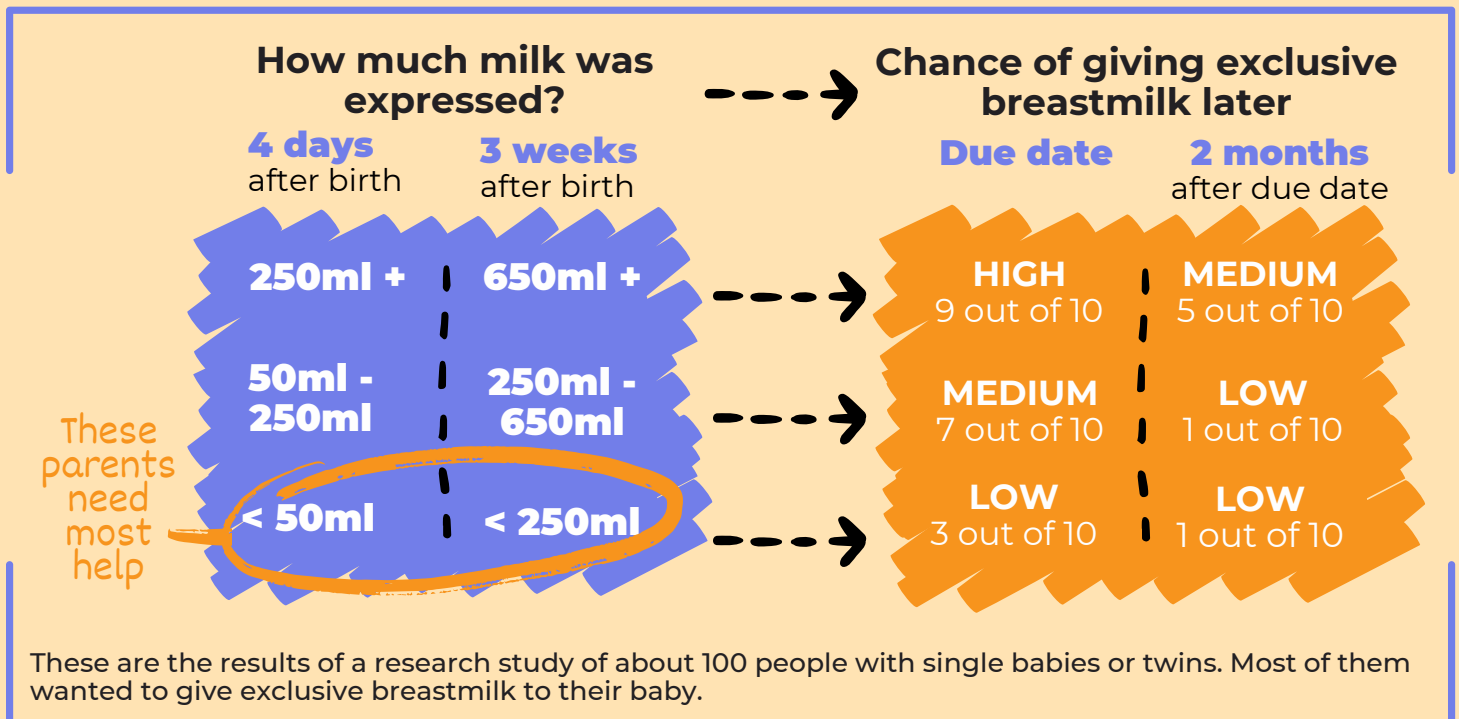 How much milk was
expressed?
Chance of giving exclusive
breastmilk later
4 days
after birth
3 weeks
after birth
Due date
2 months
after due date
250ml +
650ml +
HIGH
9 out of 10
MEDIUM
5 out of 10
50ml -
250ml
250ml -
650ml
MEDIUM
7 out of 10
LOW
1 out of 10
These
parents
need
most
help
< 50ml
< 250ml
LOW
3 out of 10
LOW
1 out of 10
These are the results of a research study of about 100 people with single babies or twins. Most of them
wanted to give exclusive breastmilk to their baby.